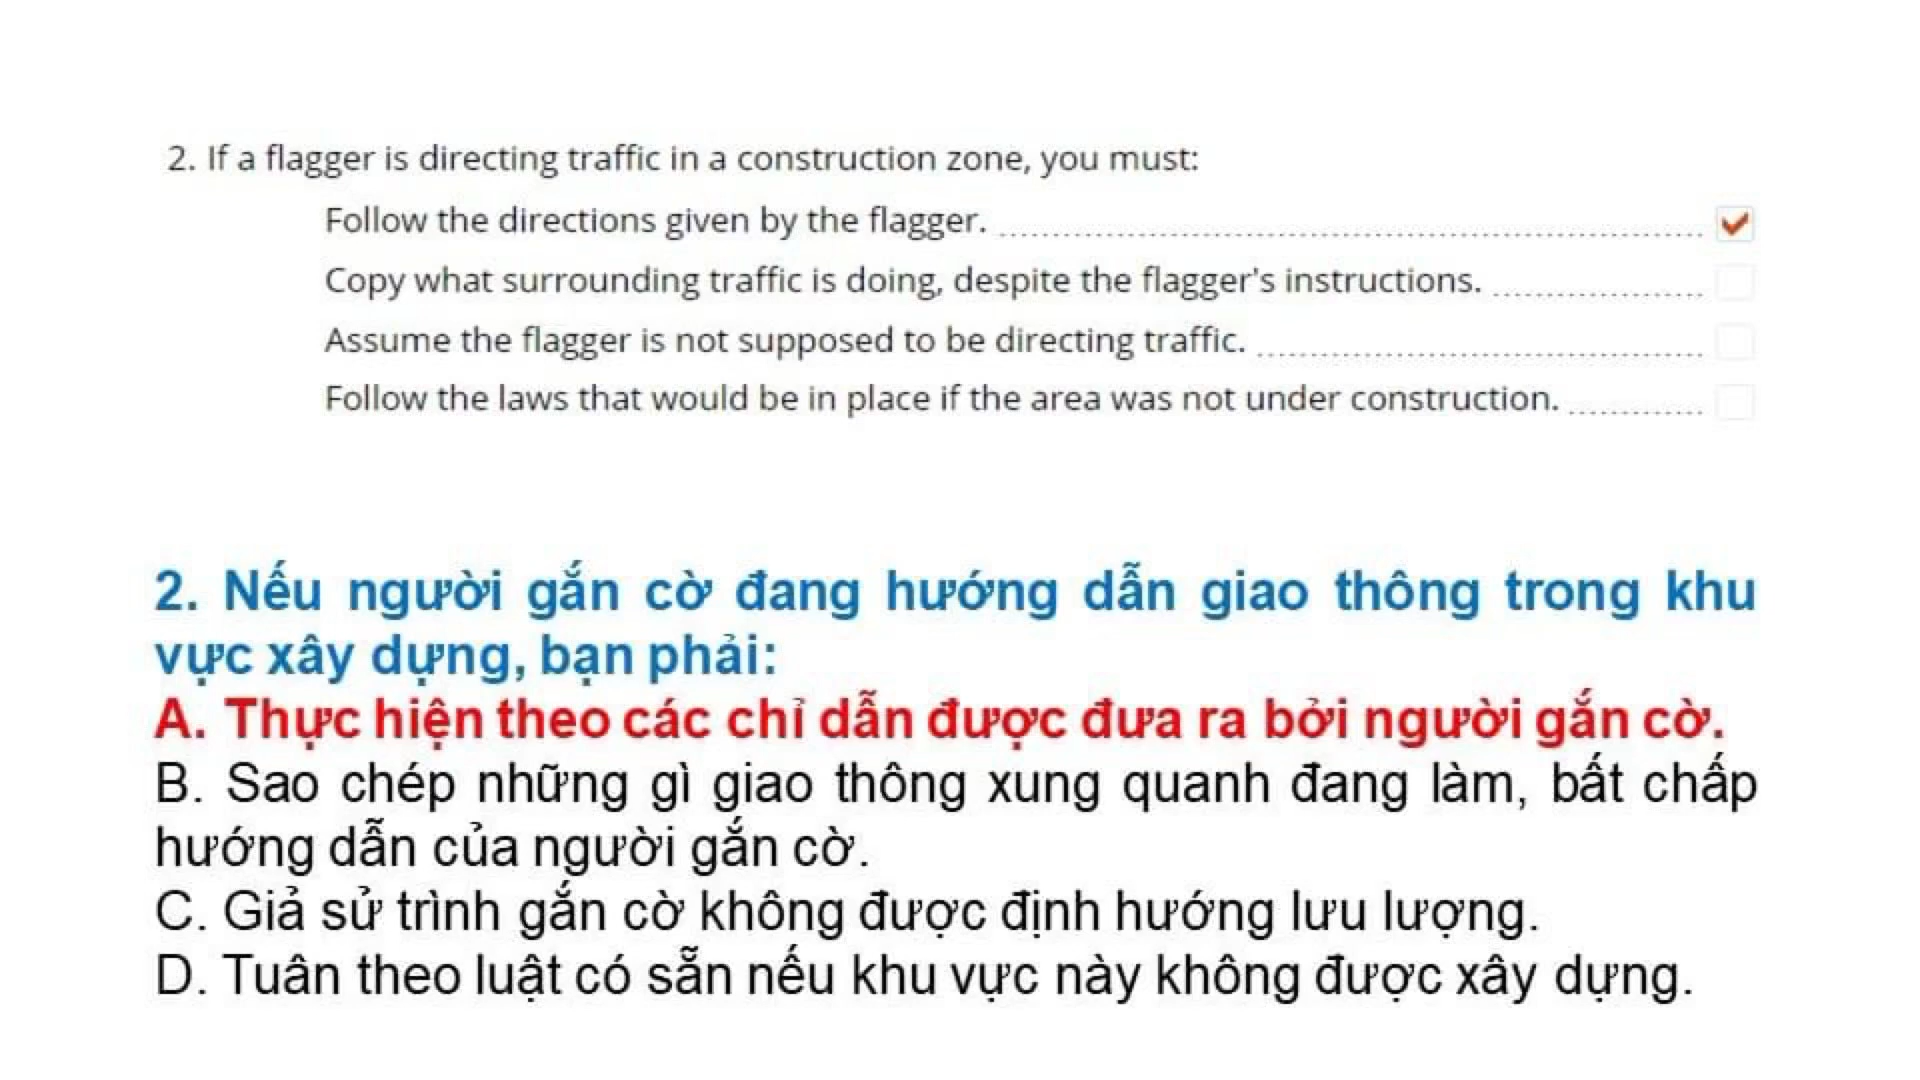 2. If a flagger is directing traffic in a construction zone, you must:
Follow the directions given by the flagger.
Copy what surrounding traffic is doing, despite the flagger's instructions.
Assume the flagger is not supposed to be directing traffic.
Follow the laws that would be in place if the area was not under construction.
2. Nếu người gắn cờ đang hướng dẫn giao thông trong khu
vực xây dựng, bạn phải:
A. Thực hiện theo các chỉ dẫn được đưa ra bởi người gắn cờ.
B. Sao chép những gì giao thông xung quanh đang làm, bất chấp
hướng dẫn của người gắn cờ.
C. Giả sử trình gắn cờ không được định hướng lưu lượng.
D. Tuân theo luật có sẵn nếu khu vực này không được xây dựng.